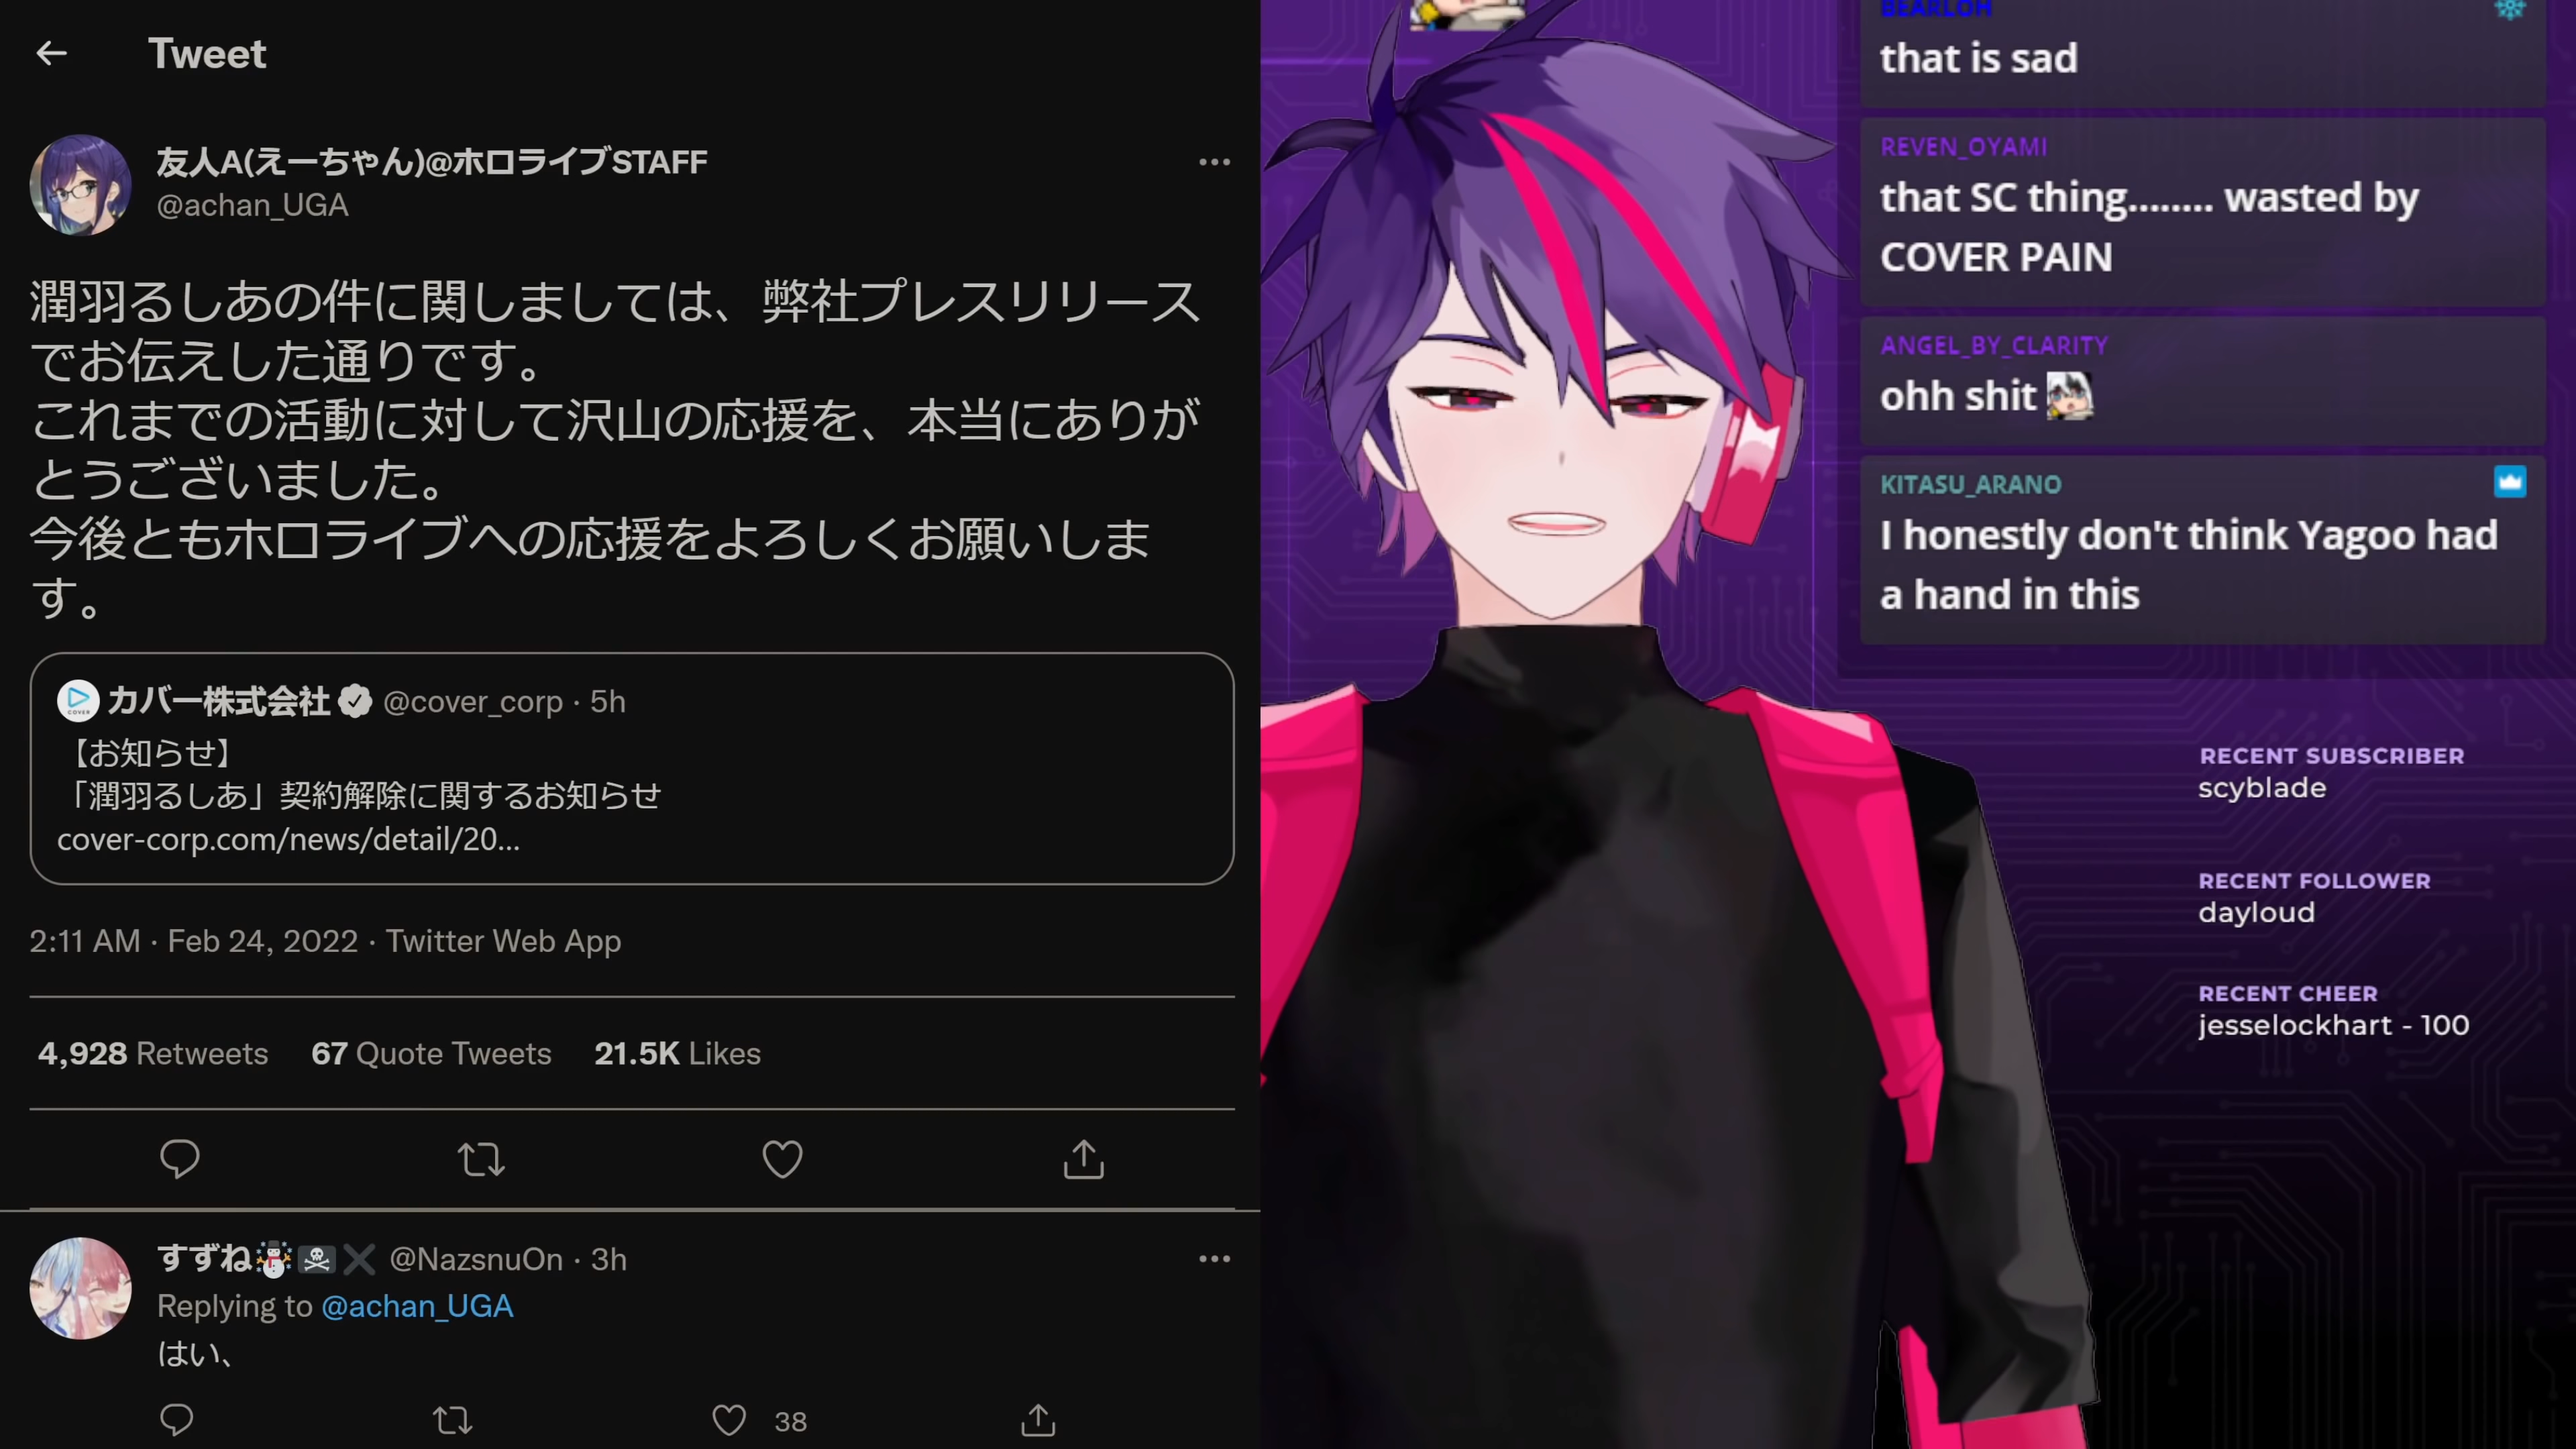 Tweet
友人A(えーちゃん)@ホロライブSTAFF
@achan_UGA
潤羽るしあの件に関しましては、弊社プレスリリース
でお伝えした通りです。
これまでの活動に対して沢山の応援を、本当にありが
とうございました。
今後ともホロライブへの応援をよろしくお願いしま
す。
カバー株式会社 @cover_corp · 5h
【お知らせ】
「潤羽るしあ」契約解除に関するお知らせ
cover-corp.com/news/detail/20...
2:11 AM · Feb 24, 2022 · Twitter Web App
4,928 Retweets 67 Quote Tweets 21.5K Likes
すずね @NazsnuOn · 3h
Replying to @achan_UGA
はい、
38
BEARLOH
that is sad
REVEN_OYAMI
that SC thing........ wasted by
COVER PAIN
ANGEL_BY_CLARITY
ohh shit
KITASU_ARANO
I honestly don't think Yagoo had
a hand in this
RECENT SUBSCRIBER
scyblade
RECENT FOLLOWER
dayloud
RECENT CHEER
jesselockhart - 100